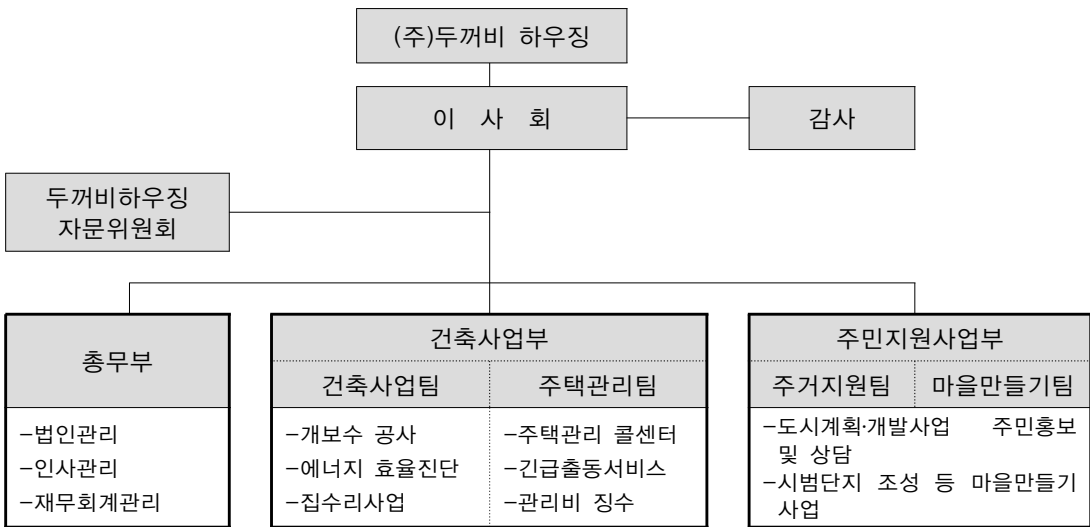 (주)두꺼비 하우징
이 사 회
감사
두꺼비하우징
자문위원회
총무부
-법인관리
-인사관리
-재무회계관리
건축사업부
건축사업팀
주택관리팀
-개보수 공사
-에너지 효율진단
-집수리사업
-주택관리 콜센터
-긴급출동서비스
-관리비 징수
주민지원사업부
주거지원팀
마을만들기팀
-도시계획·개발사업 주민홍보
및 상담
-시범단지 조성 등 마을만들기
사업